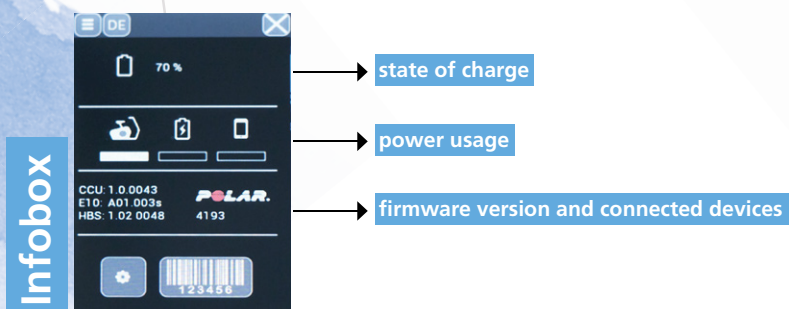 DE
70 %
state of charge
power usage
CCU: 1.0.0043
E10: A01.003s
HBS: 1.02 0048
POLAR.
4193
firmware version and connected devices
123456
Infobox